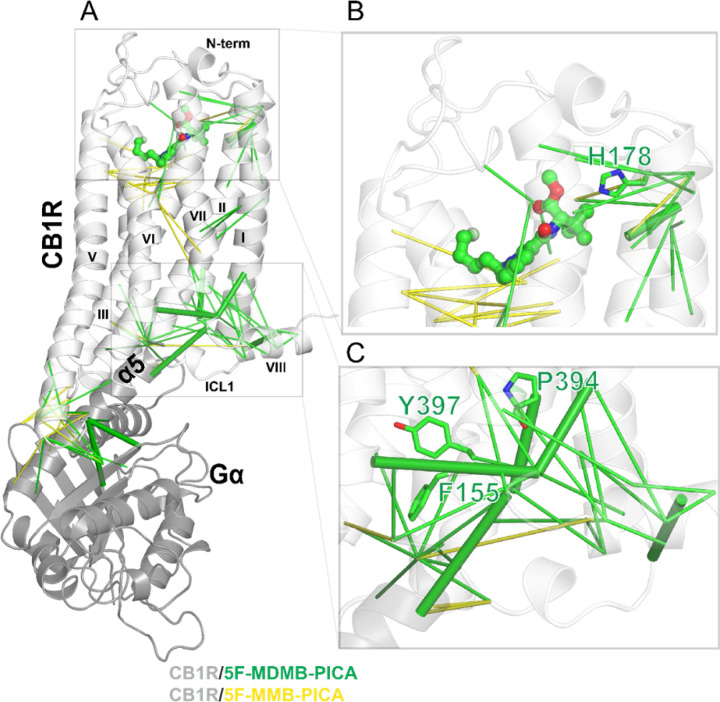 A
N-term
CB1R
II
VII
VI
I
V
III
α5
ICL1
VIII
Gα
B
H178
C
P394
Y397
F155
CB1R/5F-MDMB-PICA
CB1R/5F-MMB-PICA